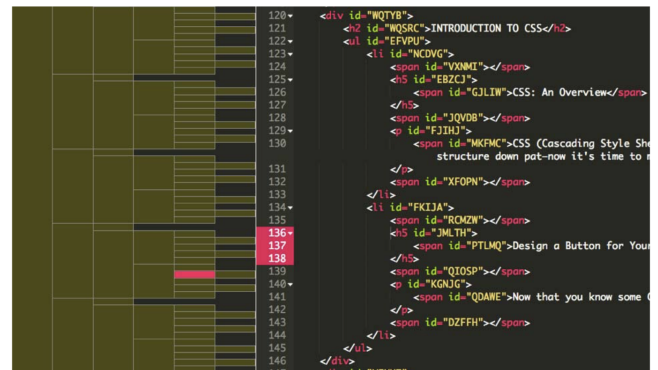 120 <div id="WQTYB">
121 <h2 id="WQSRC">INTRODUCTION TO CSS</h2>
122 <ul id="EFVPU">
123 <li id="NCDVG">
124 <span id="VXNMI"></span>
125 <h5 id="EBZCJ">
126 <span id="GJLIW">CSS: An Overview</span>
127 </h5>
128 <span id="JQVDB"></span>
129 <p id="FJIHJ">
130 <span id="MKFMC">CSS (Cascading Style She
structure down pat-now it's time to
131 </p>
132 <span id="XFOPN"></span>
133 </li>
134 <li id="FKIJA">
135 <span id="RCMZW"></span>
136 <h5 id="JMLTH">
137 <span id="PTLMQ">Design a Button for Your
138 </h5>
139 <span id="QIOSP"></span>
140 <p id="KGNJG">
141 <span id="QDAWE">Now that you know some
142 </p>
143 <span id="DZFFH"></span>
144 </li>
145 </ul>
146 </div>